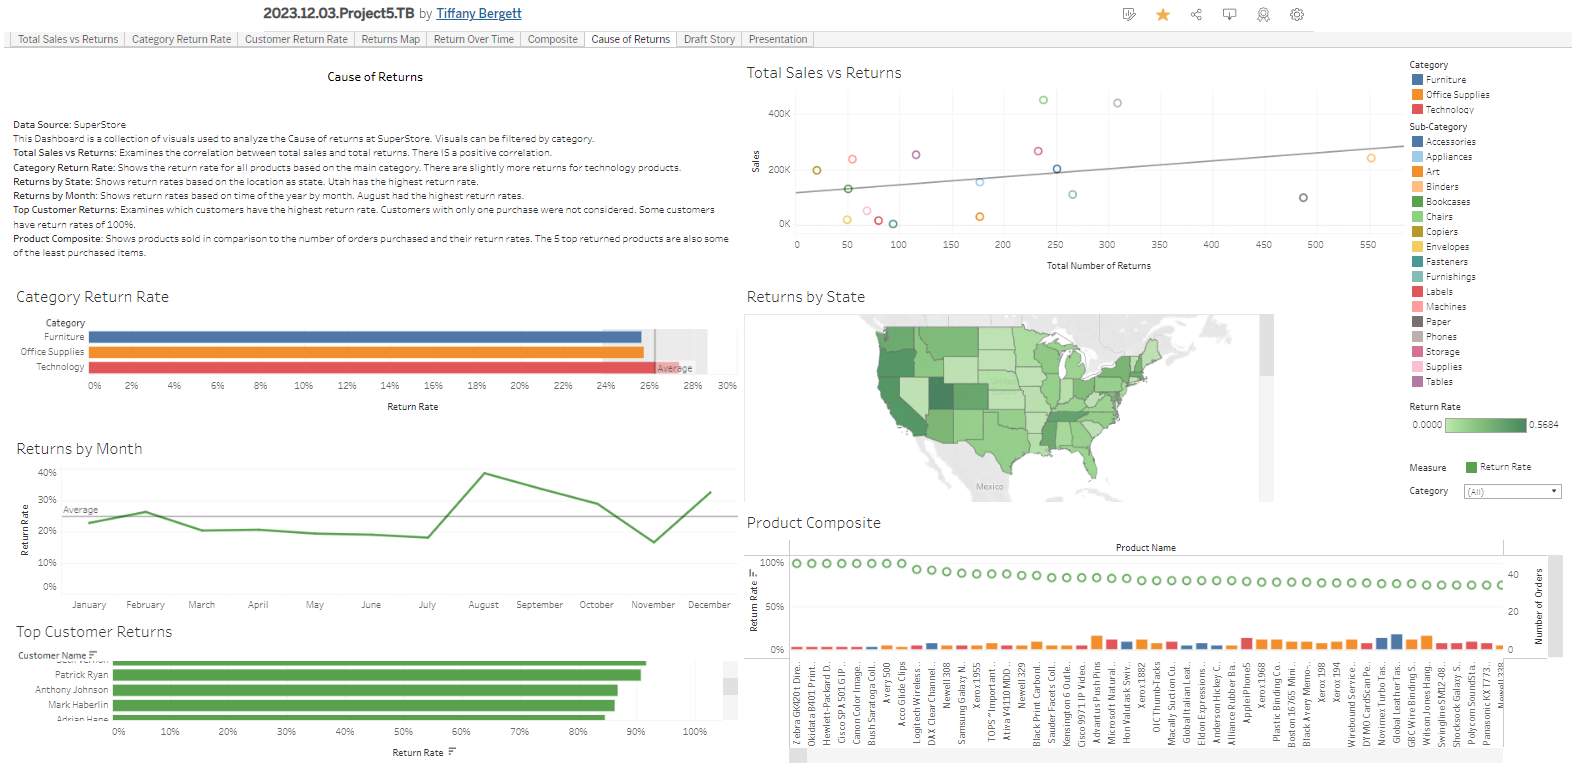 2023.12.03.Project5.TB by Tiffany Bergett
Total Sales vs Returns
Category Return Rate
Customer Return Rate
Returns Map
Return Over Time
Composite
Cause of Returns
Draft Story
Presentation
Cause of Returns
Data Source: SuperStore
This Dashboard is a collection of visuals used to analyze the Cause of returns at SuperStore. Visuals can be filtered by category.
Total Sales vs Returns: Examines the correlation between total sales and total returns. There IS a positive correlation.
Category Return Rate: Shows the return rate for all products based on the main category. There are slightly more returns for technology products.
Returns by State: Shows return rates based on the location as state. Utah has the highest return rate.
Returns by Month: Shows return rates based on time of the year by month. August had the highest return rates.
Top Customer Returns: Examines which customers have the highest return rate. Customers with only one purchase were not considered. Some customers
have return rates of 100%.
Product Composite: Shows products sold in comparison to the number of orders purchased and their return rates. The 5 top returned products are also some
of the least purchased items.
Total Sales vs Returns
Sales
400K
200K
0K
0 50 100 150 200 250 300 350 400 450 500 550
Total Number of Returns
Category
Furniture
Office Supplies
Technology
Sub-Category
Accessories
Appliances
Art
Binders
Bookcases
Chairs
Copiers
Envelopes
Fasteners
Furnishings
Labels
Machines
Paper
Phones
Storage
Supplies
Tables
Return Rate
0.0000 0.5684
Measure Return Rate
Category (All)
Category Return Rate
Category
Furniture
Office Supplies
Technology
Average
0% 2% 4% 6% 8% 10% 12% 14% 16% 18% 20% 22% 24% 26% 28% 30%
Return Rate
Returns by State
Mexico
Returns by Month
Return Rate
40%
30%
20%
10%
0%
Average
January February March April May June July August September October November December
Top Customer Returns
Customer Name
Patrick Ryan
Anthony Johnson
Mark Haberlin
Adrian Hane
0% 10% 20% 30% 40% 50% 60% 70% 80% 90% 100%
Return Rate
Product Composite
Product Name
Return Rate
100%
50%
0%
Number of Orders
40
20
0
Zebra GK420t Dire..
Okidata B401 Print..
Hewlett-Packard D..
Cisco SPA 501G IP..
Canon Color Image..
Bush Saratoga Coll..
Avery 500
Acco Glide Clips
Logitech Wireless..
DAX Clear Channel..
Newell 308
Samsung Galaxy N..
Xerox 1955
TOPS "Important ..
Ativa V4110 MDD ..
Newell 329
Black Print Carbonl..
Sauder Facets Coll..
Kensington 6 Outle..
Cisco 9971 IP Video..
Advantus Push Pins
Microsoft Natural ..
Hon Valutask Swiv..
Xerox 1882
OIC Thumb-Tacks
Macally Suction Cu..
Global Italian Leat..
Eldon Expressions..
Anderson Hickey C..
Alliance Rubber Ba..
Apple iPhone 5
Xerox 1968
Plastic Binding Co..
Boston 16765 Mini..
Black Avery Memo-..
Xerox 198
Xerox 194
Wirebound Service..
DYMO CardScan Pe..
Novimex Turbo Tas..
Global Leather Tas..
GBC Wire Binding S..
Wilson Jones Hang..
Swingline SM12-08..
Shocksock Galaxy S..
Polycom SoundSta..
Panasonic KX T773..
Newell 338